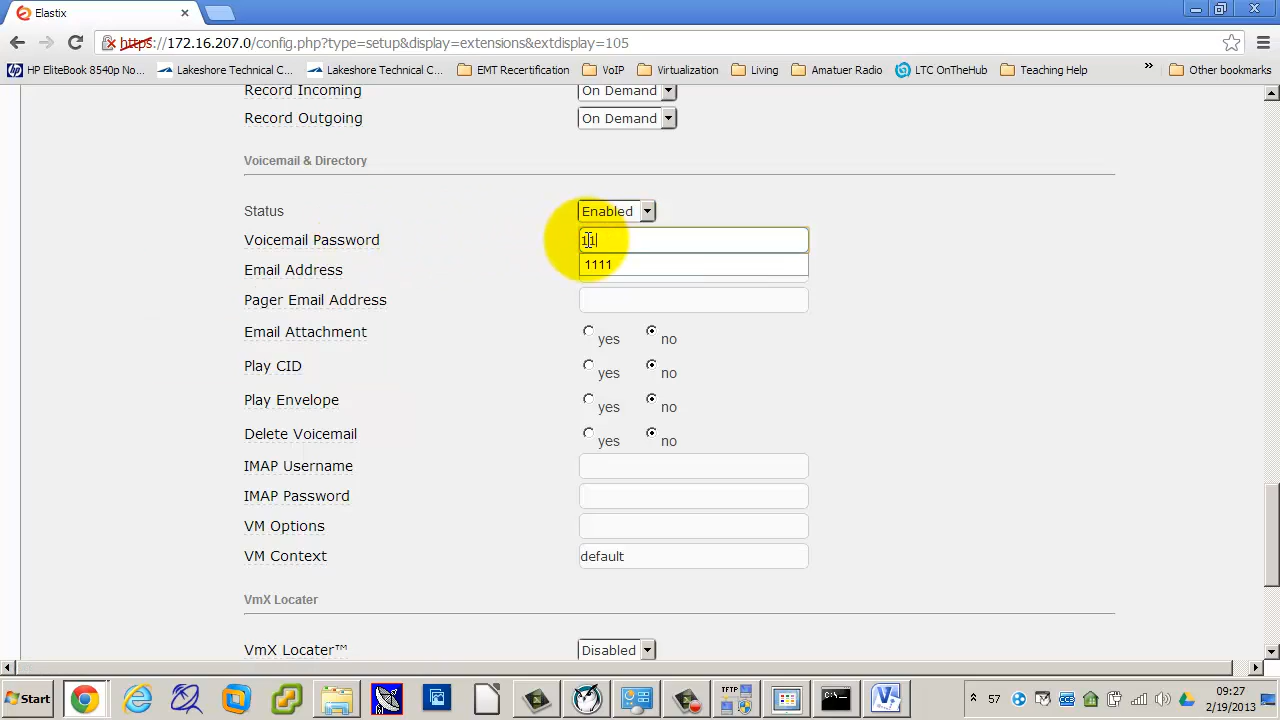 Elastix
https://172.16.207.0/config.php?type=setup&display=extensions&extdisplay=105
HP EliteBook 8540p No... Lakeshore Technical C... Lakeshore Technical C... EMT Recertification VoIP Virtualization Living Amatuer Radio LTC OnTheHub Teaching Help » Other bookmarks
Record Incoming On Demand
Record Outgoing On Demand
Voicemail & Directory
Status Enabled
Voicemail Password
1111
Email Address
Pager Email Address
Email Attachment yes no
Play CID yes no
Play Envelope yes no
Delete Voicemail yes no
IMAP Username
IMAP Password
VM Options
VM Context default
VmX Locater
VmX Locater™ Disabled
Start TFTP 57 09:27
2/19/2013